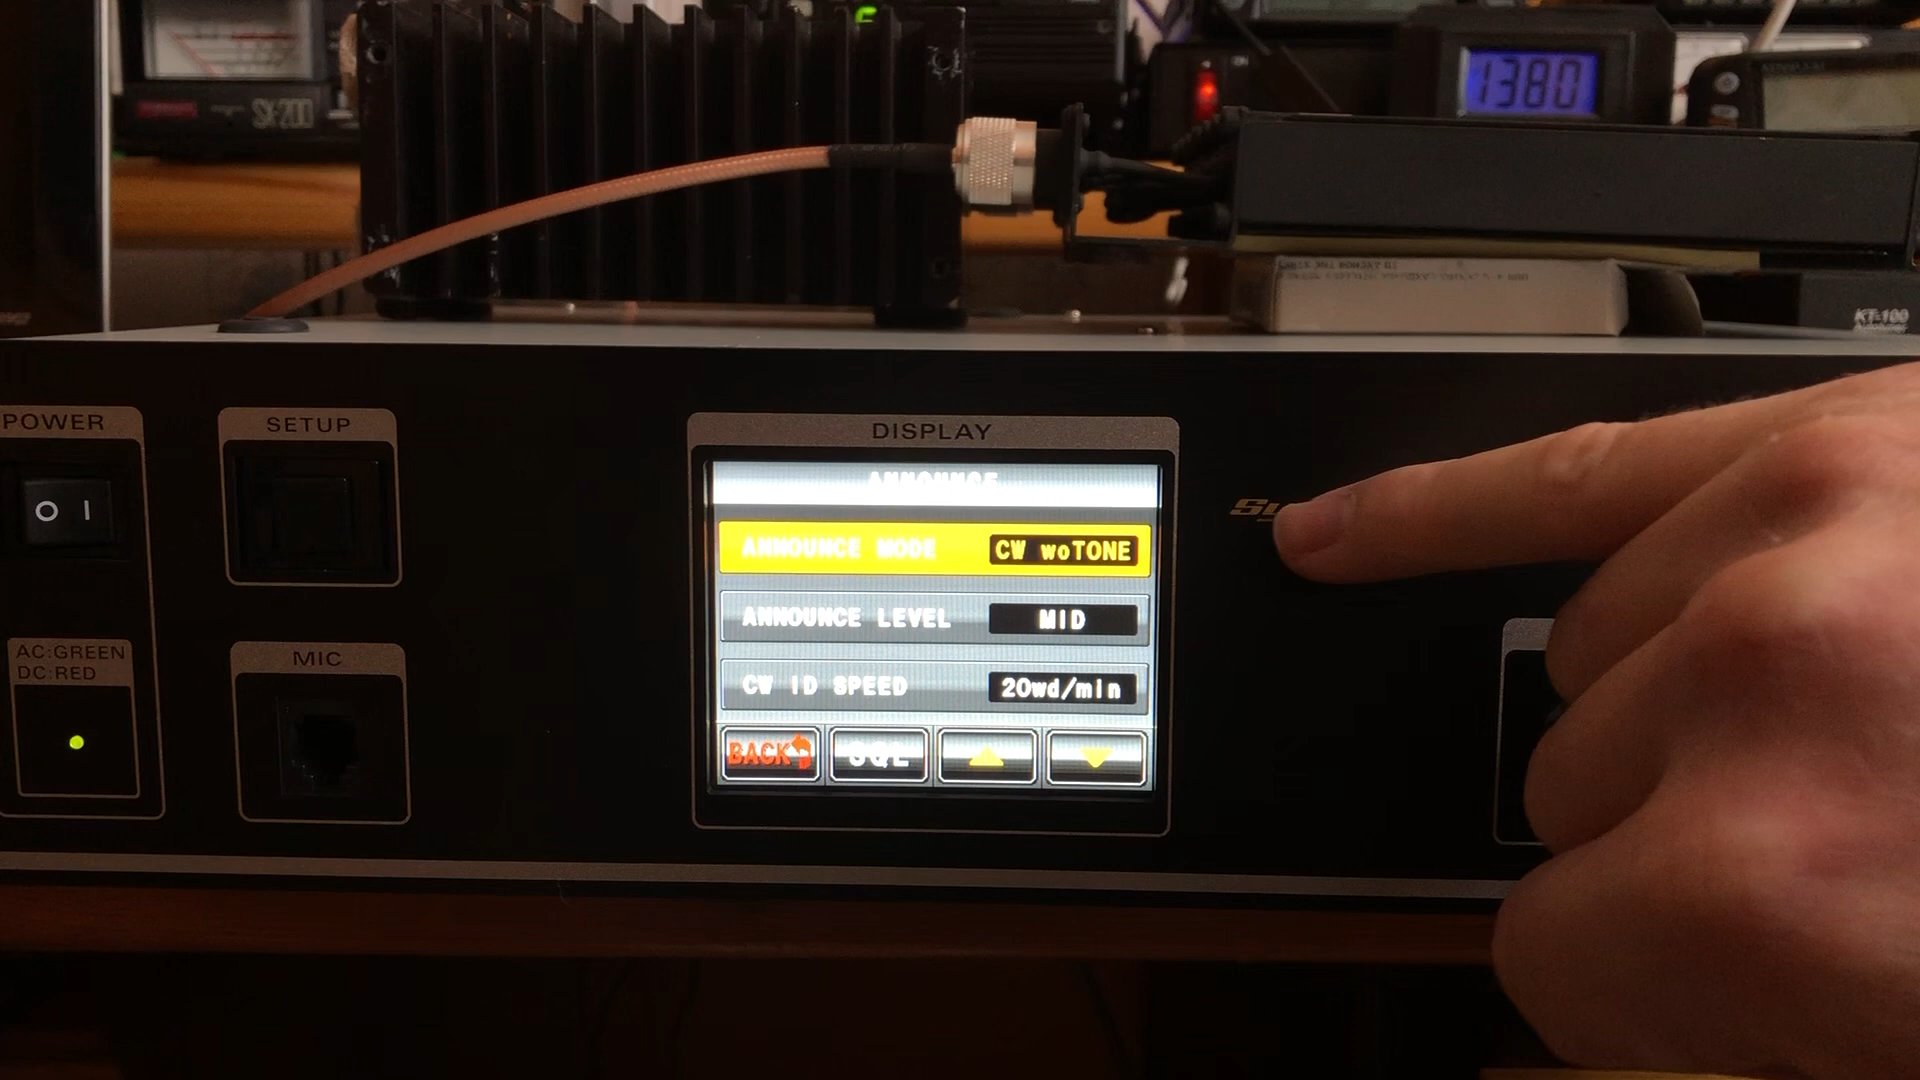 SX-200
1380
KT-100
POWER
O I
SETUP
DISPLAY
ANNOUNCE
ANNOUNCE MODE CW woTONE
ANNOUNCE LEVEL MID
CW ID SPEED 20wd/min
BACK SQL
AC:GREEN
DC:RED
MIC